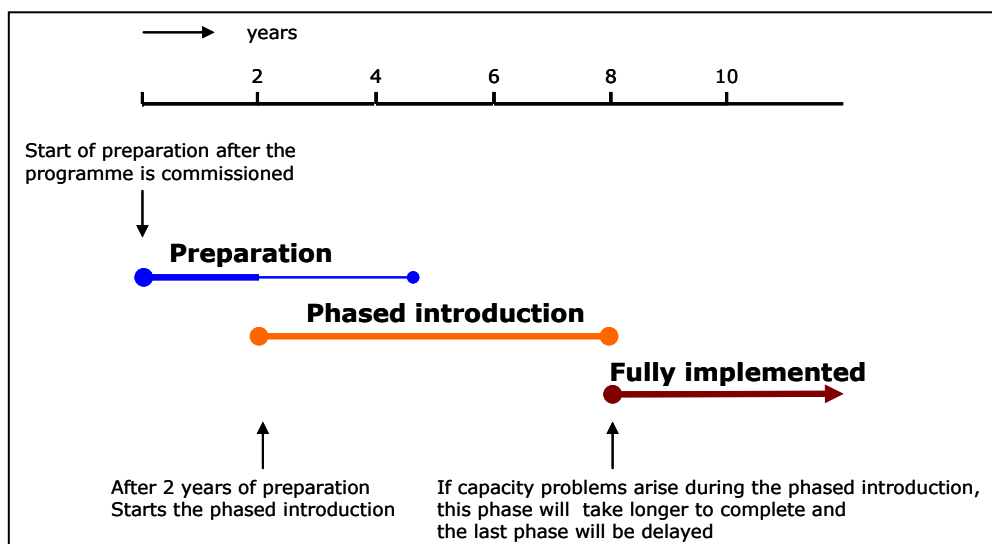 years
2 4 6 8 10
Start of preparation after the
programme is commissioned
Preparation
Phased introduction
Fully implemented
After 2 years of preparation
Starts the phased introduction
If capacity problems arise during the phased introduction,
this phase will take longer to complete and
the last phase will be delayed